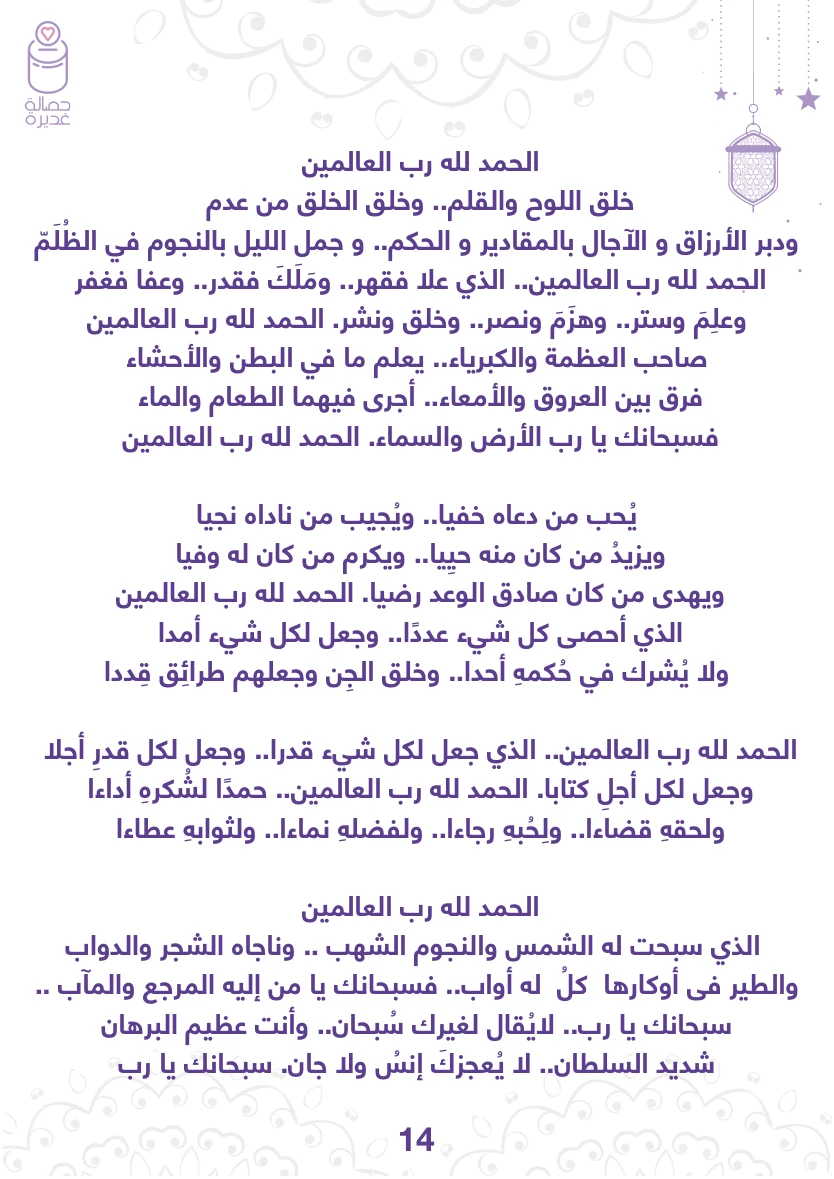 حصالة
غديرة
الحمد لله رب العالمين
خلق اللوح والقلم.. وخلق الخلق من عدم
ودبر الأرزاق و الآجال بالمقادير و الحكم.. و جمل الليل بالنجوم في الظُلَمّ
الجمد لله رب العالمين.. الذي علا فقهر.. ومَلَكَ فقدر.. وعفا فغفر
وعلِمَ وستر.. وهزَمَ ونصر.. وخلق ونشر. الحمد لله رب العالمين
صاحب العظمة والكبرياء.. يعلم ما في البطن والأحشاء
فرق بين العروق والأمعاء.. أجرى فيهما الطعام والماء
فسبحانك يا رب الأرض والسماء. الحمد لله رب العالمين
يُحب من دعاه خفيا.. ويُجيب من ناداه نجيا
ويزيدُ من كان منه حيِيا.. ويكرم من كان له وفيا
ويهدى من كان صادق الوعد رضيا. الحمد لله رب العالمين
الذي أحصى كل شيء عددًا.. وجعل لكل شيء أمدا
ولا يُشرك في حُكمهِ أحدا.. وخلق الجِن وجعلهم طرائِق قِددا
الحمد لله رب العالمين.. الذي جعل لكل شيء قدرا.. وجعل لكل قدرِ أجلا
وجعل لكل أجلِ كتابا. الحمد لله رب العالمين.. حمدًا لشُكرهِ أداءا
ولحقهِ قضاءا.. ولِحُبهِ رجاءا.. ولفضلهِ نماءا.. ولثوابهِ عطاءا
الحمد لله رب العالمين
الذي سبحت له الشمس والنجوم الشهب .. وناجاه الشجر والدواب
والطير فى أوكارها كلُ له أواب.. فسبحانك يا من إليه المرجع والمآب ..
سبحانك يا رب.. لايُقال لغيرك سُبحان.. وأنت عظيم البرهان
شديد السلطان.. لا يُعجزكَ إنسُ ولا جان. سبحانك يا رب
14